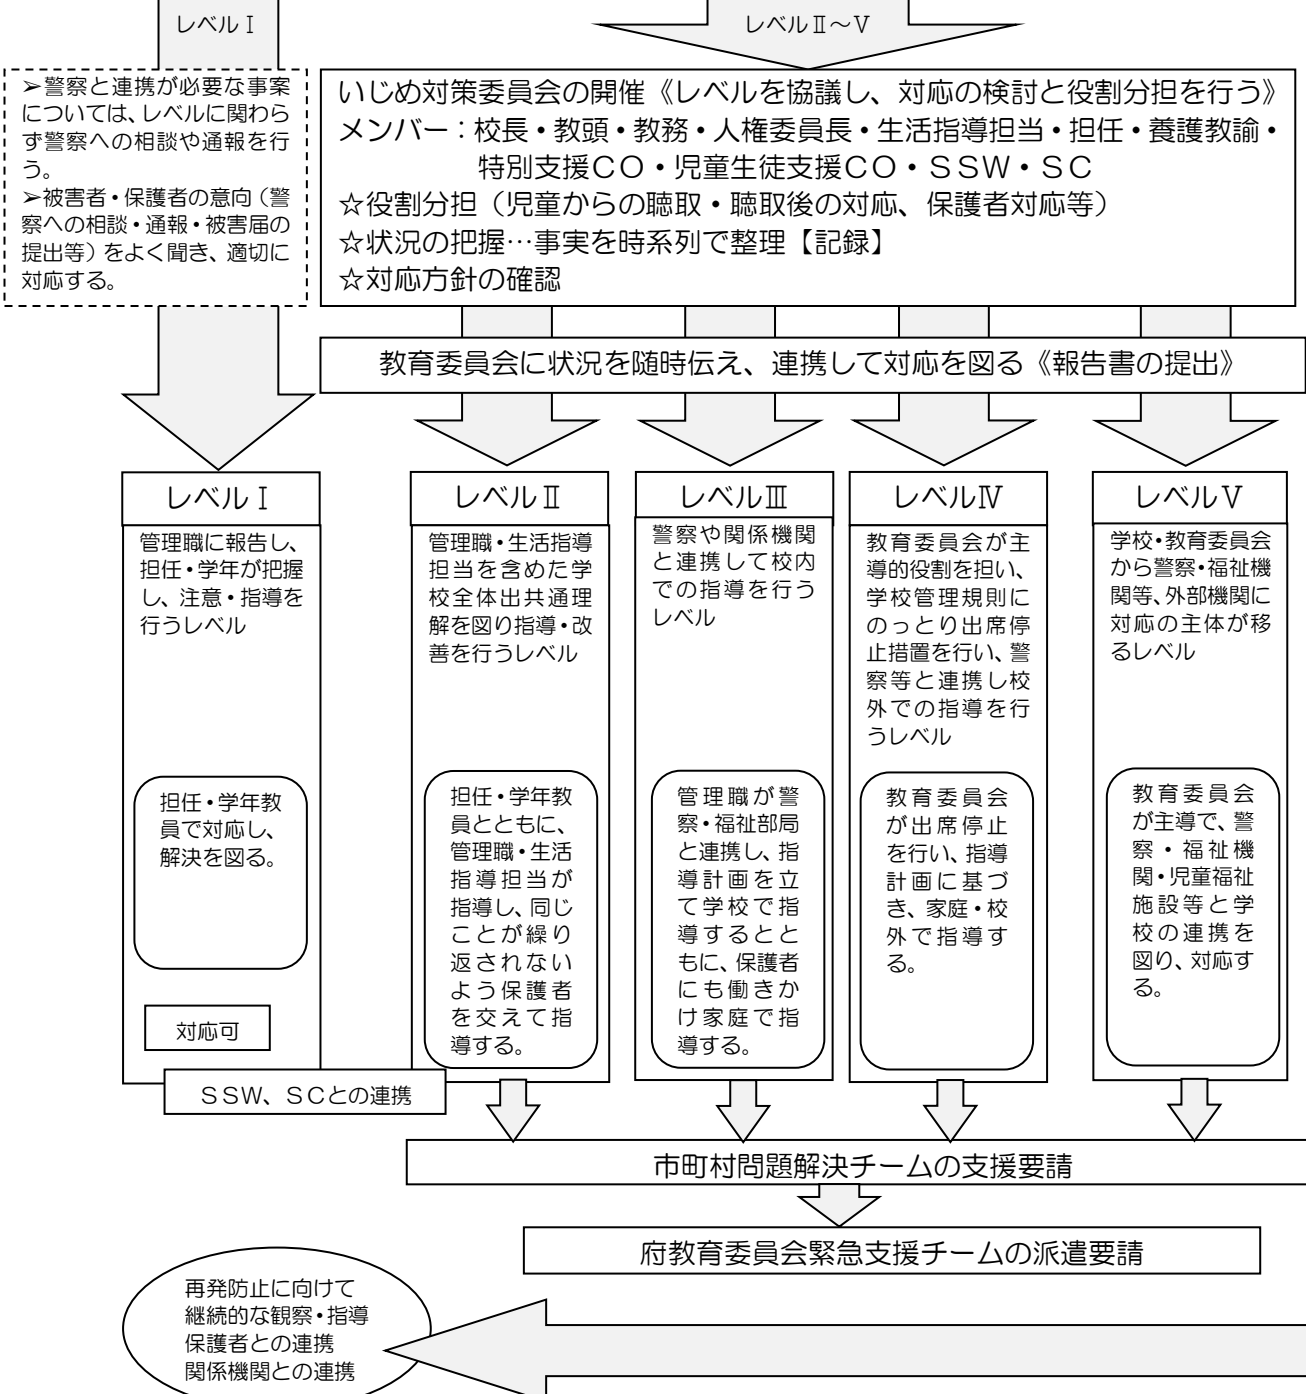 レベルⅠ
レベルⅡ～Ⅴ
➢警察と連携が必要な事案
については、レベルに関わら
ず警察への相談や通報を行
う。
➢被害者・保護者の意向（警
察への相談・通報・被害届の
提出等）をよく聞き、適切に
対応する。
いじめ対策委員会の開催《レベルを協議し、対応の検討と役割分担を行う》
メンバー：校長・教頭・教務・人権委員長・生活指導担当・担任・養護教諭・
特別支援ＣＯ・児童生徒支援ＣＯ・ＳＳＷ・ＳＣ
☆役割分担（児童からの聴取・聴取後の対応、保護者対応等）
☆状況の把握…事実を時系列で整理【記録】
☆対応方針の確認
教育委員会に状況を随時伝え、連携して対応を図る《報告書の提出》
レベルⅠ
管理職に報告し、
担任・学年が把握
し、注意・指導を
行うレベル
担任・学年教
員で対応し、
解決を図る。
対応可
レベルⅡ
管理職・生活指導
担当を含めた学
校全体出共通理
解を図り指導・改
善を行うレベル
担任・学年教
員とともに、
管理職・生活
指導担当が
指導し、同じ
ことが繰り
返されない
よう保護者
を交えて指
導する。
レベルⅢ
警察や関係機関
と連携して校内
での指導を行う
レベル
管理職が警
察・福祉部局
と連携し、指
導計画を立
て学校で指
導するとと
もに、保護者
にも働きか
け家庭で指
導する。
レベルⅣ
教育委員会が主
導的役割を担い、
学校管理規則に
のっとり出席停
止措置を行い、警
察等と連携し校
外での指導を行
うレベル
教育委員会
が出席停止
を行い、指導
計画に基づ
き、家庭・校
外で指導す
る。
レベルⅤ
学校・教育委員会
から警察・福祉機
関等、外部機関に
対応の主体が移
るレベル
教育委員会
が主導で、警
察・福祉機
関・児童福祉
施設等と学
校の連携を
図り、対応す
る。
ＳＳＷ、ＳＣとの連携
市町村問題解決チームの支援要請
府教育委員会緊急支援チームの派遣要請
再発防止に向けて
継続的な観察・指導
保護者との連携
関係機関との連携